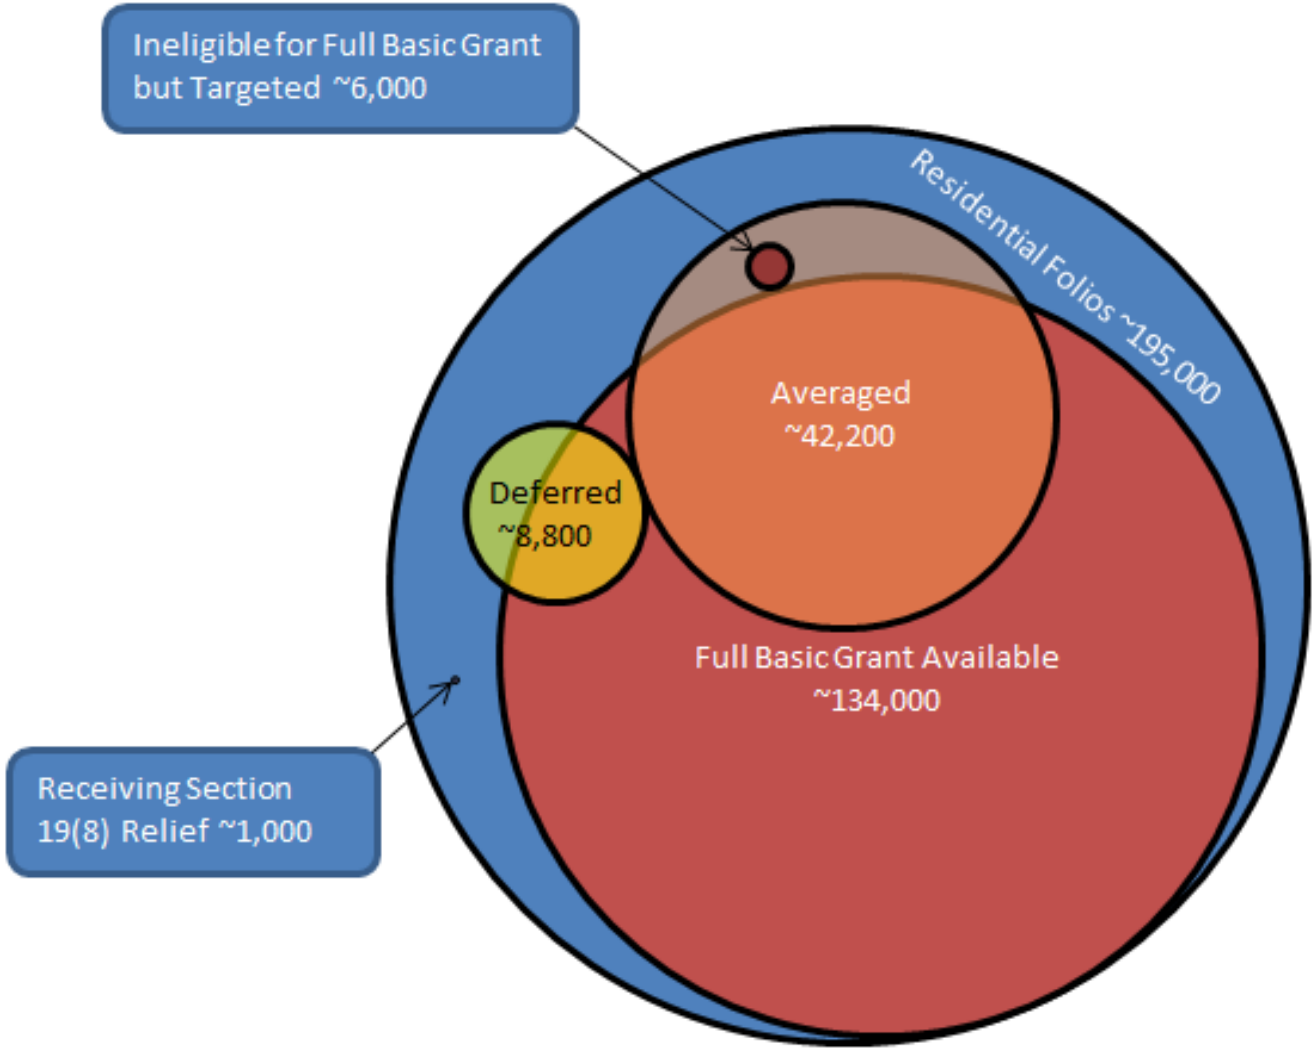 Ineligible for Full Basic Grant
but Targeted ~6,000
Residential Folios ~195,000
Averaged
~42,200
Deferred
~8,800
Full Basic Grant Available
~134,000
Receiving Section
19(8) Relief ~1,000